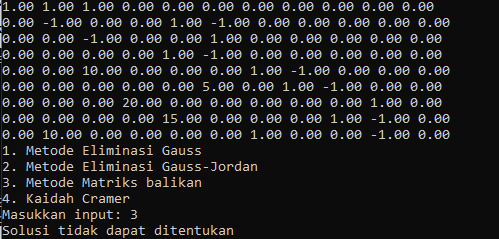 1.00 1.00 1.00 0.00 0.00 0.00 0.00 0.00 0.00 0.00 0.00
0.00 -1.00 0.00 0.00 1.00 -1.00 0.00 0.00 0.00 0.00 0.00
0.00 0.00 -1.00 0.00 0.00 1.00 0.00 0.00 0.00 0.00 0.00
0.00 0.00 0.00 0.00 1.00 -1.00 0.00 0.00 0.00 0.00 0.00
0.00 0.00 10.00 0.00 0.00 0.00 1.00 -1.00 0.00 0.00 0.00
0.00 0.00 0.00 0.00 0.00 5.00 0.00 1.00 -1.00 0.00 0.00
0.00 0.00 0.00 20.00 0.00 0.00 0.00 0.00 0.00 1.00 0.00
0.00 0.00 0.00 0.00 15.00 0.00 0.00 0.00 1.00 -1.00 0.00
0.00 10.00 0.00 0.00 0.00 0.00 1.00 0.00 0.00 -1.00 0.00
1. Metode Eliminasi Gauss
2. Metode Eliminasi Gauss-Jordan
3. Metode Matriks balikan
4. Kaidah Cramer
Masukkan input: 3
Solusi tidak dapat ditentukan